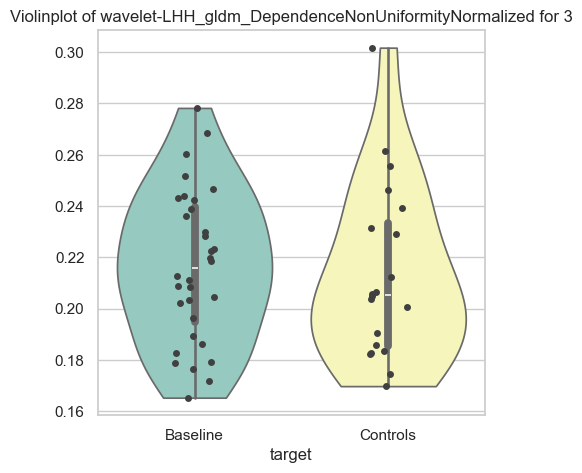 Violinplot of wavelet-LHH_gldm_DependenceNonUniformityNormalized for 3
0.30
0.28
0.26
0.24
0.22
0.20
0.18
0.16
Baseline Controls
target